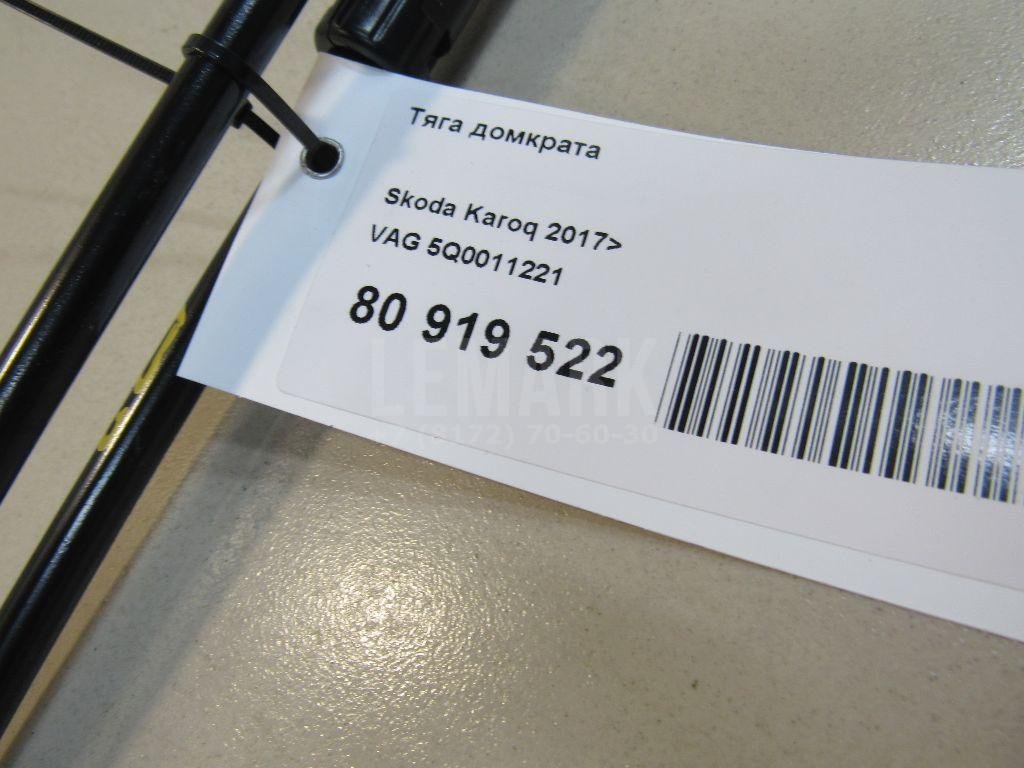 Тяга домкрата
Skoda Karoq 2017>
VAG 5Q0011221
80 919 522
LEMARK
(8172) 70-60-30